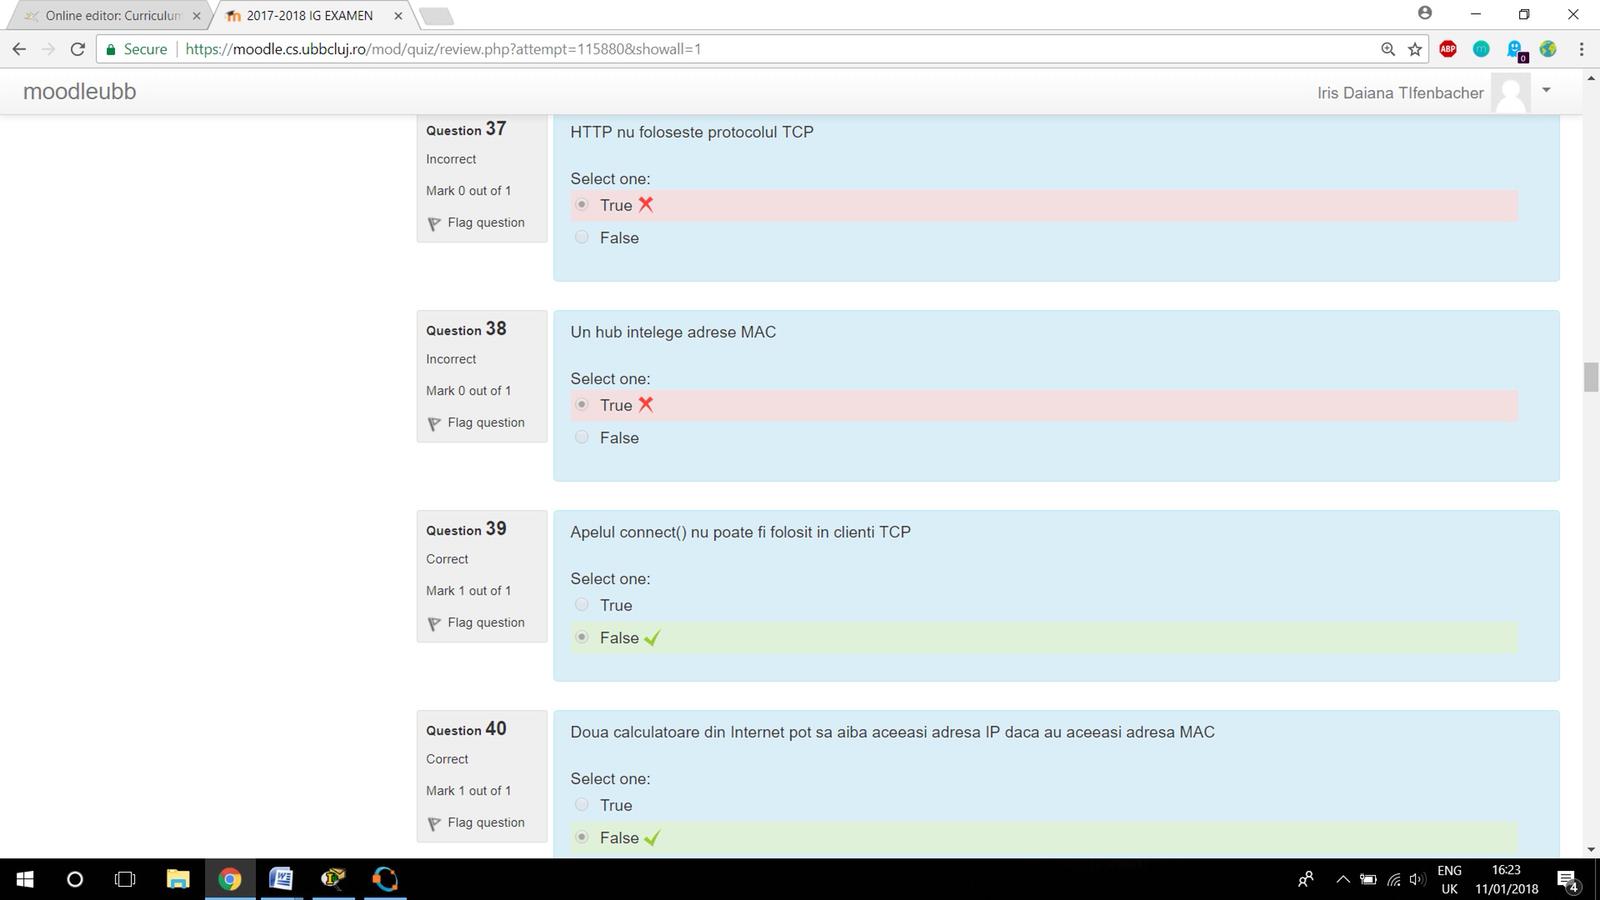 Online editor: Curriculum
2017-2018 IG EXAMEN
Secure
https://moodle.cs.ubbcluj.ro/mod/quiz/review.php?attempt=115880&showall=1
ABP
m
0
moodleubb
Iris Daiana TIfenbacher
Question 37
Incorrect
Mark 0 out of 1
Flag question
HTTP nu foloseste protocolul TCP
Select one:
True
False
Question 38
Incorrect
Mark 0 out of 1
Flag question
Un hub intelege adrese MAC
Select one:
True
False
Question 39
Correct
Mark 1 out of 1
Flag question
Apelul connect() nu poate fi folosit in clienti TCP
Select one:
True
False
Question 40
Correct
Mark 1 out of 1
Flag question
Doua calculatoare din Internet pot sa aiba aceeasi adresa IP daca au aceeasi adresa MAC
Select one:
True
False
ENG
UK
16:23
11/01/2018
4